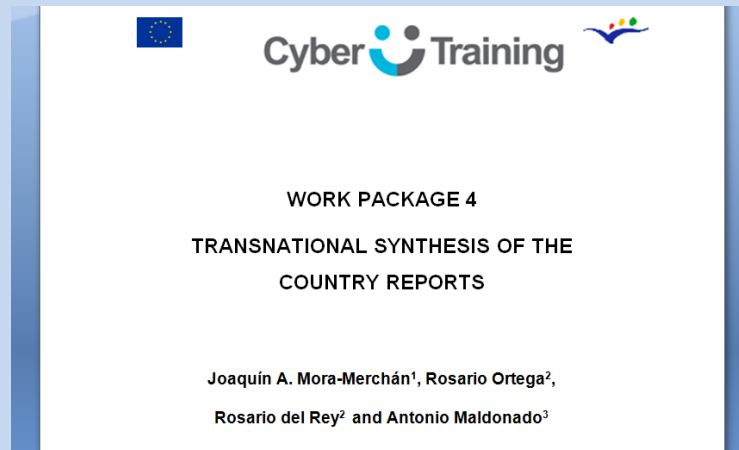 Cyber Training
WORK PACKAGE 4
TRANSNATIONAL SYNTHESIS OF THE
COUNTRY REPORTS
Joaquín A. Mora-Merchán¹, Rosario Ortega²,
Rosario del Rey² and Antonio Maldonado³